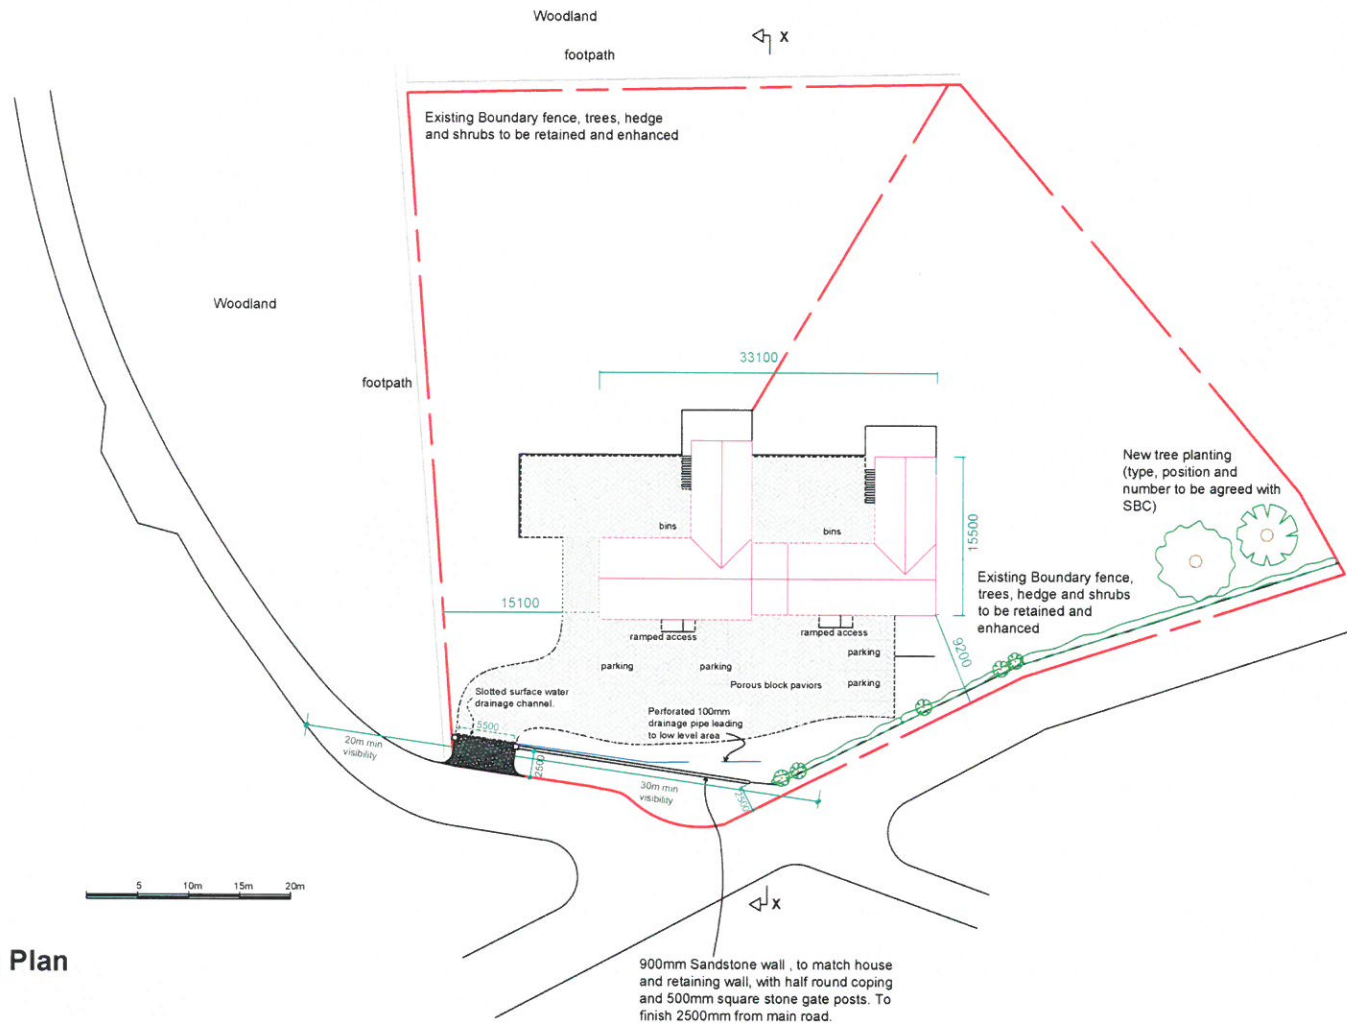 Woodland
X
footpath
Existing Boundary fence, trees, hedge
and shrubs to be retained and enhanced
Woodland
33100
footpath
New tree planting
(type, position and
number to be agreed with
SBC)
bins
bins
15500
Existing Boundary fence,
trees, hedge and shrubs
to be retained and
enhanced
15100
ramped access
ramped access
9200
parking
parking
parking
Porous block paviors
parking
Slotted surface water
drainage channel.
Perforated 100mm
drainage pipe leading
to low level area
5500
20m min
visibility
2500
30m min
visibility
2500
5
10m
15m
20m
X
Plan
900mm Sandstone wall , to match house
and retaining wall, with half round coping
and 500mm square stone gate posts. To
finish 2500mm from main road.